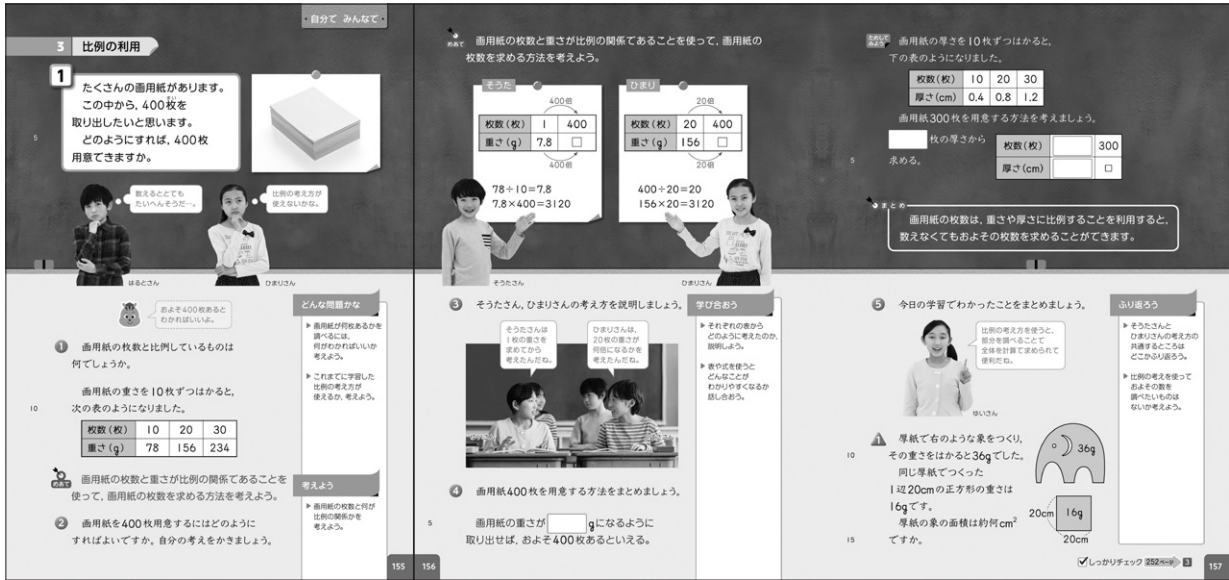 自分で みんなで
3 比例の利用
1
たくさんの画用紙があります。
この中から,400枚を
取り出したいと思います。
どのようにすれば,400枚
用意できますか。
5
数えるととても
たいへんそうだ…。
比例の考え方が
使えないかな。
はるとさん
ひまりさん
およそ400枚あると
わかればいいよ。
1 画用紙の枚数と比例しているものは
何でしょうか。
画用紙の重さを10枚ずつはかると,
10 次の表のようになりました。
枚数(枚) 10 20 30
重さ(g) 78 156 234
めあて 画用紙の枚数と重さが比例の関係であることを
使って,画用紙の枚数を求める方法を考えよう。
2 画用紙を400枚用意するにはどのように
すればよいですか。自分の考えをかきましょう。
どんな問題かな
▶画用紙が何枚あるかを
調べるには,
何がわかればいいか
考えよう。
▶これまでに学習した
比例の考え方が
使えるか,考えよう。
考えよう
▶画用紙の枚数と何が
比例の関係かを
考えよう。
155
めあて 画用紙の枚数と重さが比例の関係であることを使って,画用紙の
枚数を求める方法を考えよう。
そうた
400倍
枚数(枚) 1 400
重さ(g) 7.8 □
400倍
78÷10=7.8
7.8×400=3120
ひまり
20倍
枚数(枚) 20 400
重さ(g) 156 □
20倍
400÷20=20
156×20=3120
そうたさん
ひまりさん
3 そうたさん,ひまりさんの考え方を説明しましょう。
そうたさんは
1枚の重さを
求めてから
考えたんだね。
ひまりさんは,
20枚の重さが
何倍になるかを
考えたんだね。
4 画用紙400枚を用意する方法をまとめましょう。
5 画用紙の重さが gになるように
取り出せば,およそ400枚あるといえる。
学び合おう
▶それぞれの表から
どのように考えたのか,
説明しよう。
▶表や式を使うと
どんなことが
わかりやすくなるか
話し合おう。
156
ためして
みよう 画用紙の厚さを10枚ずつはかると,
下の表のようになりました。
枚数(枚) 10 20 30
厚さ(cm) 0.4 0.8 1.2
画用紙300枚を用意する方法を考えましょう。
枚の厚さから
5 求める。
枚数(枚) 300
厚さ(cm) □
まとめ
画用紙の枚数は,重さや厚さに比例することを利用すると,
数えなくてもおよその枚数を求めることができます。
5 今日の学習でわかったことをまとめましょう。
比例の考え方を使うと,
部分を調べることで
全体を計算で求められて
便利だね。
ゆいさん
ふり返ろう
▶そうたさんと
ひまりさんの考え方の
共通するところは
どこかふり返ろう。
▶比例の考えを使って
およその数を
調べたいものは
ないか考えよう。
1 厚紙で右のような象をつくり,
10 その重さをはかると36gでした。
同じ厚紙でつくった
1辺20cmの正方形の重さは
16gです。
厚紙の象の面積は約何cm²
15 ですか。
36g
20cm 16g
20cm
しっかりチェック 252ページ 3
157